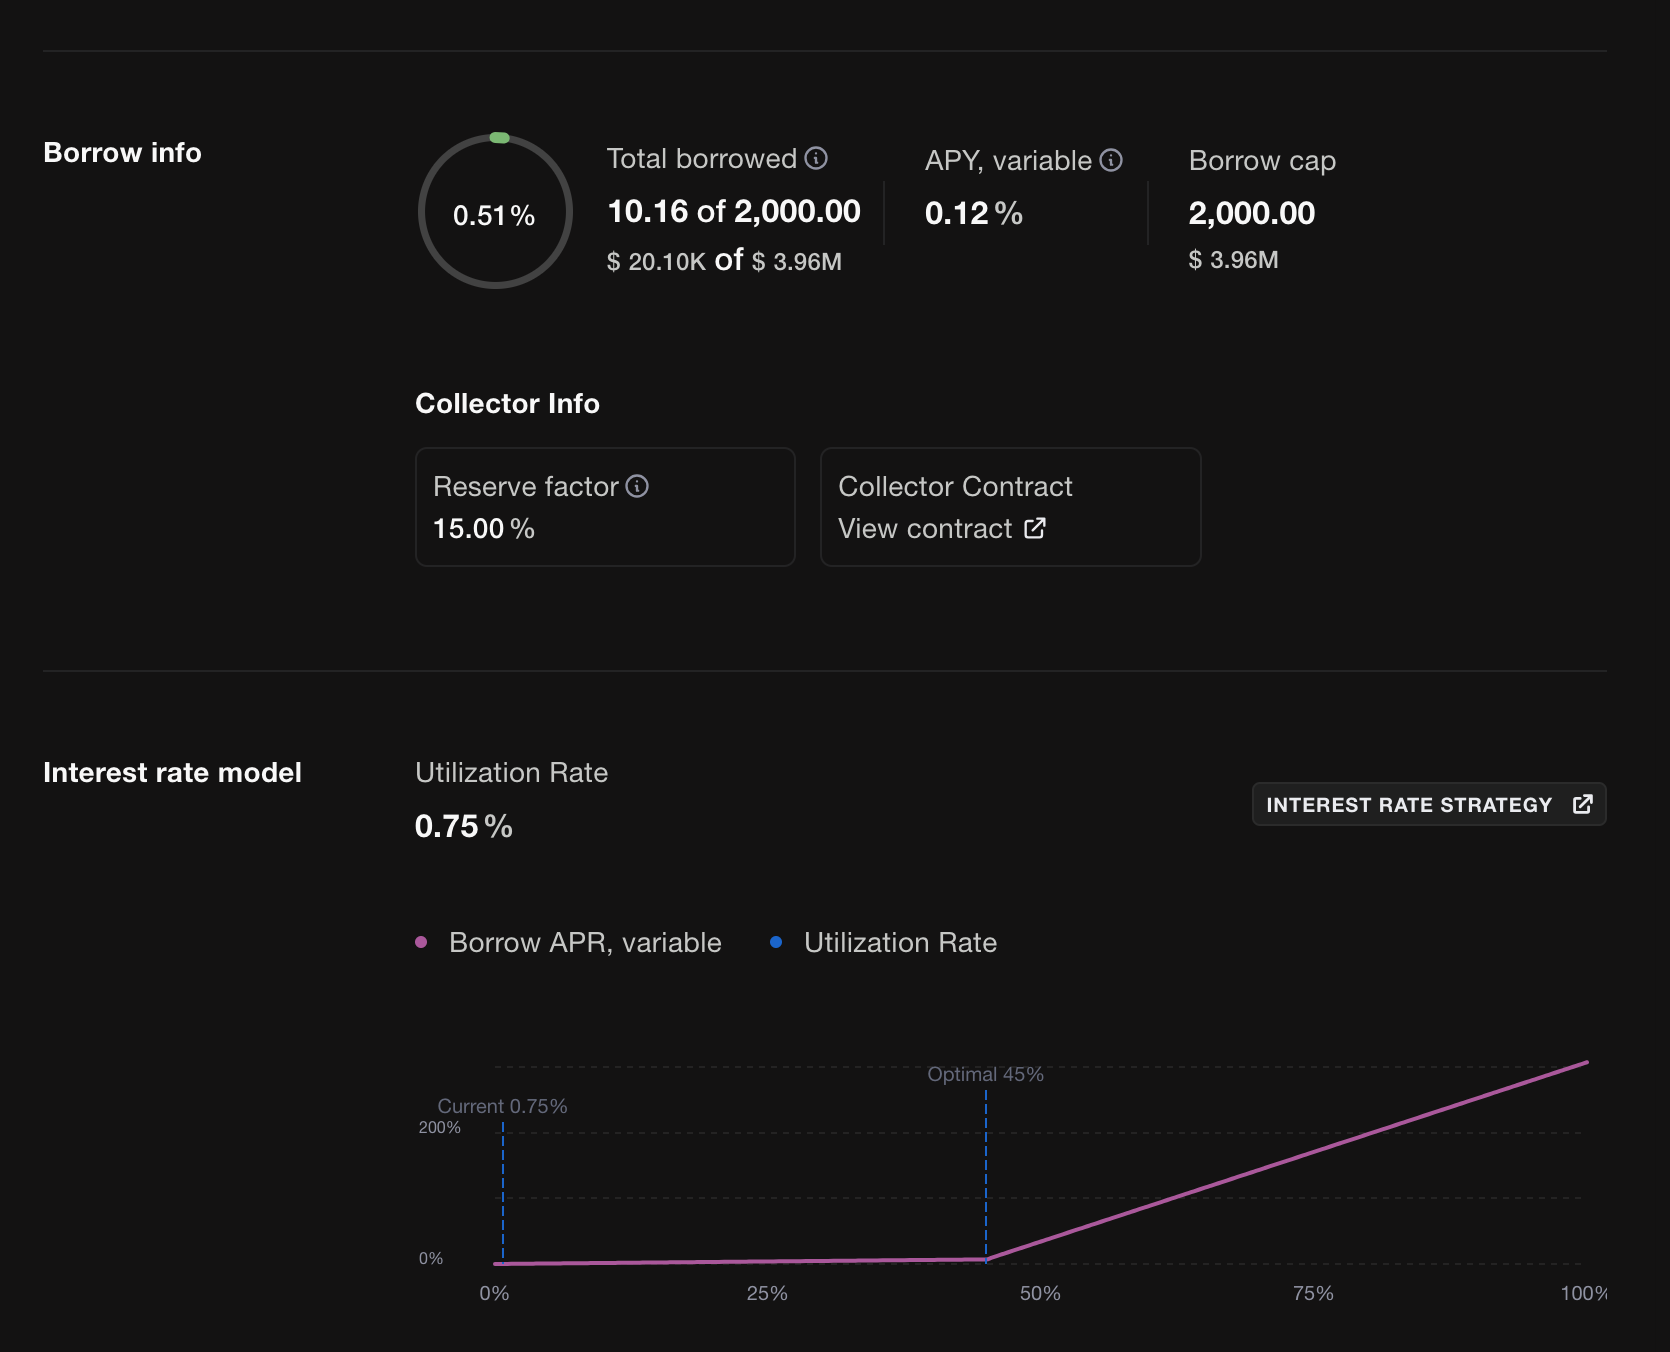 Borrow info
0.51 %
Total borrowed
10.16 of 2,000.00
$ 20.10K of $ 3.96M
APY, variable
0.12 %
Borrow cap
2,000.00
$ 3.96M
Collector Info
Reserve factor
15.00 %
Collector Contract
View contract
Interest rate model
Utilization Rate
0.75 %
INTEREST RATE STRATEGY
Borrow APR, variable
Utilization Rate
Optimal 45%
Current 0.75%
200%
0%
0% 25% 50% 75% 100%